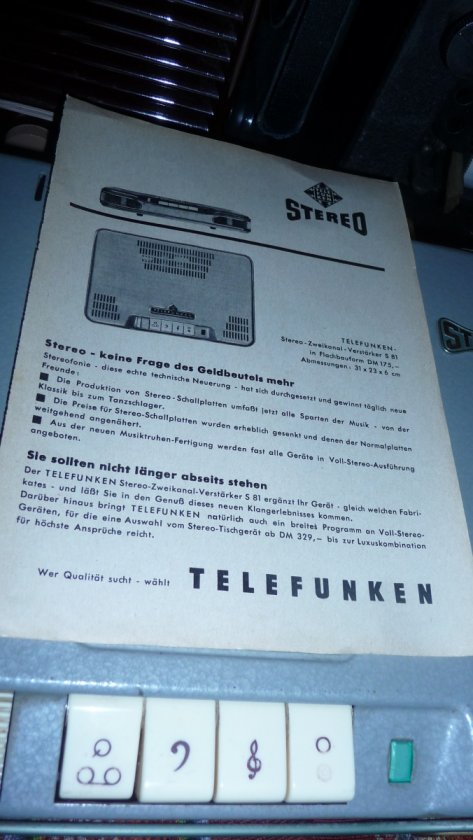 STEREO
TELEFUNKEN-
Stereo-Zweikanal-Verstärker S 81
in Flachbauform DM 175,—
Abmessungen: 31 x 23 x 6 cm
Stereo - keine Frage des Geldbeutels mehr
Stereofonie - diese echte technische Neuerung - hat sich durchgesetzt und gewinnt täglich neue
Freunde:
Die Produktion von Stereo-Schallplatten umfaßt jetzt alle Sparten der Musik - von der
Klassik bis zum Tanzschlager.
Die Preise für Stereo-Schallplatten wurden erheblich gesenkt und denen der Normalplatten
weitgehend angenähert.
Aus der neuen Musiktruhen-Fertigung werden fast alle Geräte in Voll-Stereo-Ausführung
angeboten.
Sie sollten nicht länger abseits stehen
Der TELEFUNKEN Stereo-Zweikanal-Verstärker S 81 ergänzt Ihr Gerät - gleich welchen Fabri-
kates - und läßt Sie in den Genuß dieses neuen Klangerlebnisses kommen.
Darüber hinaus bringt TELEFUNKEN natürlich auch ein breites Programm an Voll-Stereo-
Geräten, für die eine Auswahl vom Stereo-Tischgerät ab DM 329,— bis zur Luxuskombination
für höchste Ansprüche reicht.
Wer Qualität sucht - wählt TELEFUNKEN
ST